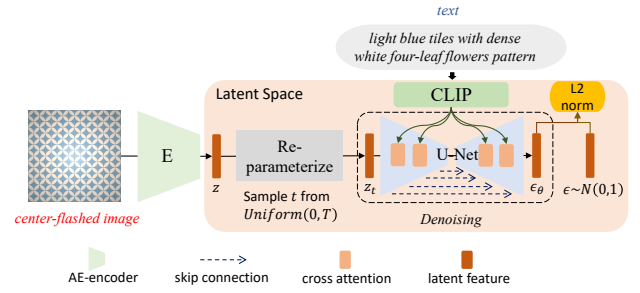 text
light blue tiles with dense
white four-leaf flowers pattern
Latent Space
CLIP
L2
norm
E
z
Re-
parameterize
z_t
U-Net
ϵ_θ
ϵ~N(0,1)
Sample t from
Uniform(0,T)
Denoising
center-flashed image
AE-encoder
skip connection
cross attention
latent feature